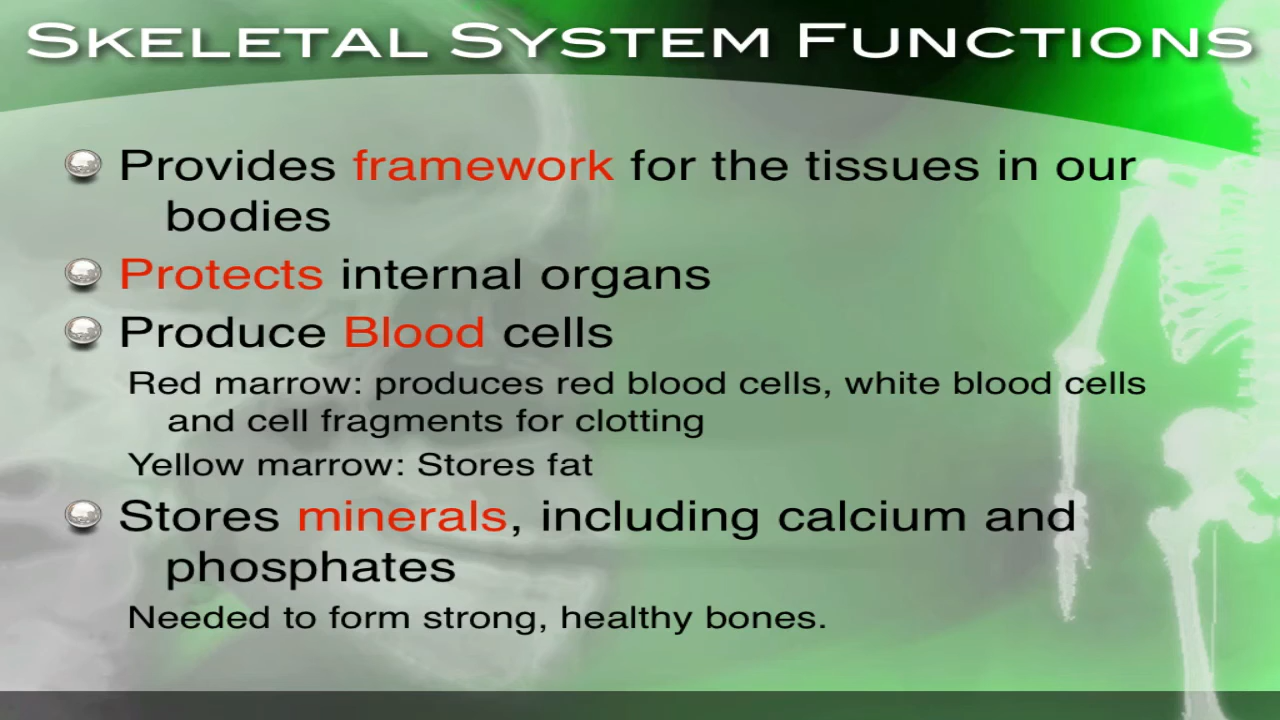 SKELETAL SYSTEM FUNCTIONS
Provides framework for the tissues in our
bodies
Protects internal organs
Produce Blood cells
Red marrow: produces red blood cells, white blood cells
and cell fragments for clotting
Yellow marrow: Stores fat
Stores minerals, including calcium and
phosphates
Needed to form strong, healthy bones.